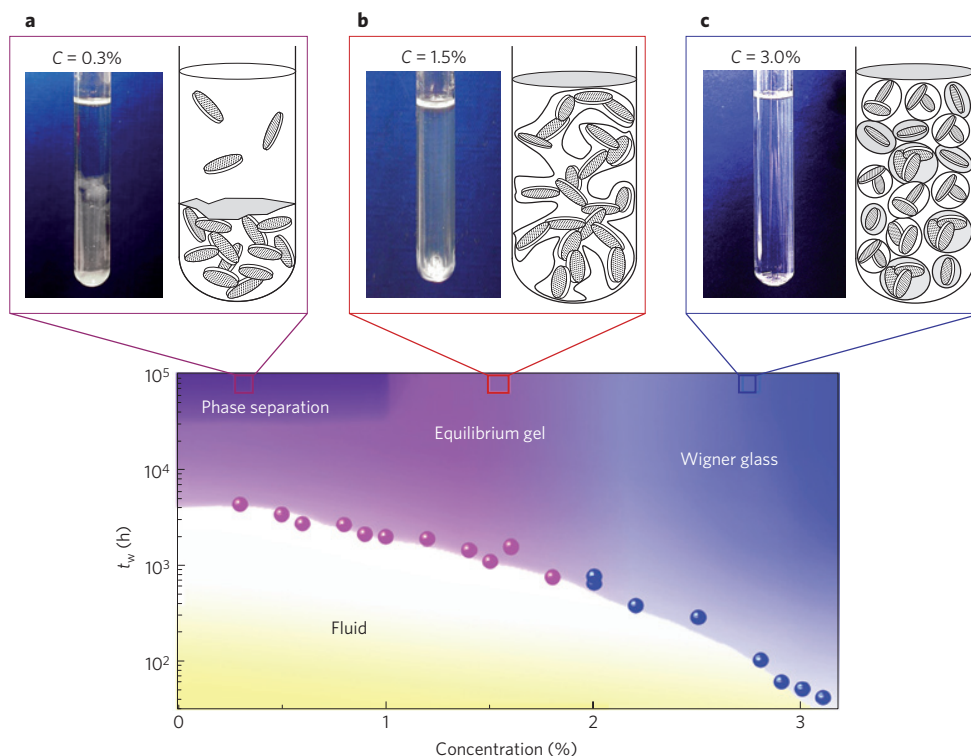 a
b
c
C = 0.3%
C = 1.5%
C = 3.0%
10⁵
Phase separation
Equilibrium gel
Wigner glass
10⁴
10³
Fluid
10²
t_w (h)
0
1
2
3
Concentration (%)